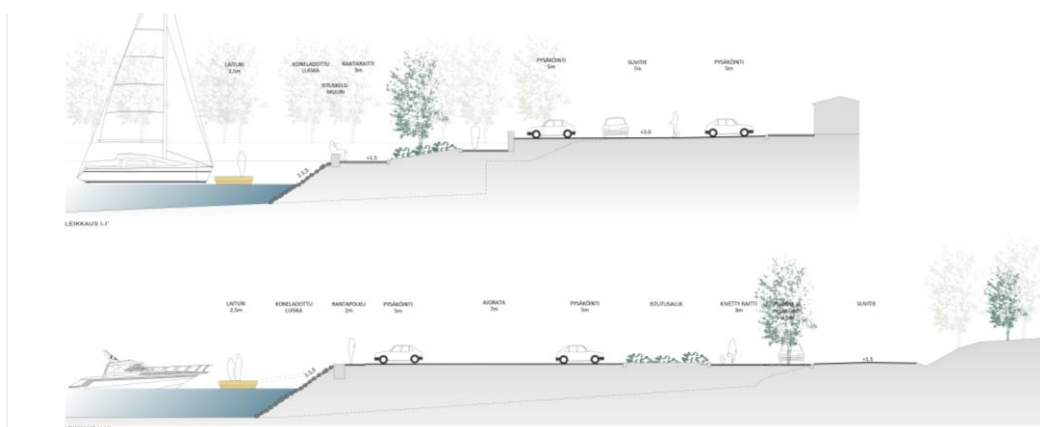 LAITURI
2,5m
KONELADOTTU
LUISKA
RANTARAITTI
3m
ISTUSKELU
MUURI
PYSÄKÖINTI
5m
SUVITIE
7m
PYSÄKÖINTI
5m
1:1,5
+1.5
+3.0
LEIKKAUS I-I'
LAITURI
2,5m
KONELADOTTU
LUISKA
RANTAPOLKU
2m
PYSÄKÖINTI
5m
AJORATA
7m
PYSÄKÖINTI
5m
ISTUTUSALUE
KIVETTY RAITTI
3m
SUVITIE
1:1,5
+1.5